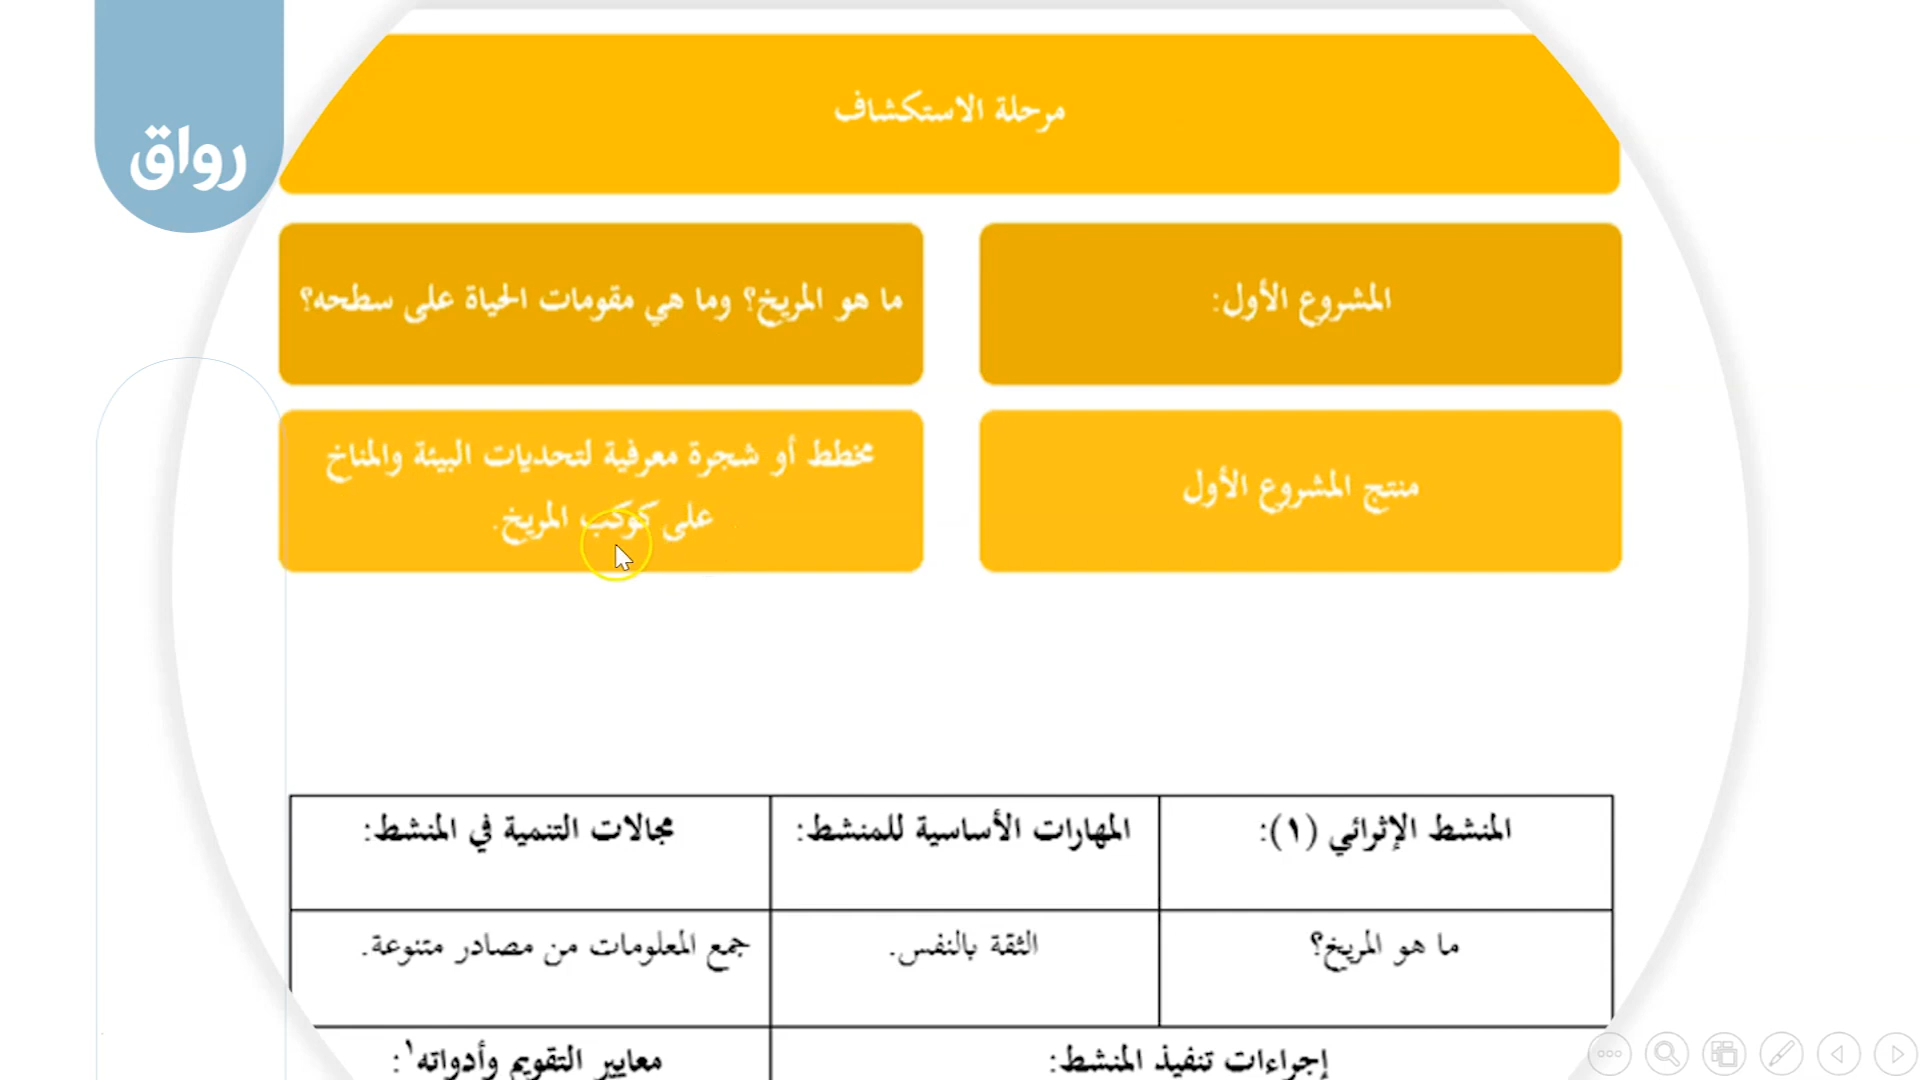 رواق
مرحلة الاستكشاف
المشروع الأول:
ما هو المريخ؟ وما هي مقومات الحياة على سطحه؟
منتج المشروع الأول
مخطط أو شجرة معرفية لتحديات البيئة والمناخ
على كوكب المريخ.
المنشط الإثرائي (١):
المهارات الأساسية للمنشط:
مجالات التنمية في المنشط:
ما هو المريخ؟
الثقة بالنفس.
جمع المعلومات من مصادر متنوعة.
إجراءات تنفيذ المنشط:
معايير التقويم وأدواته١: